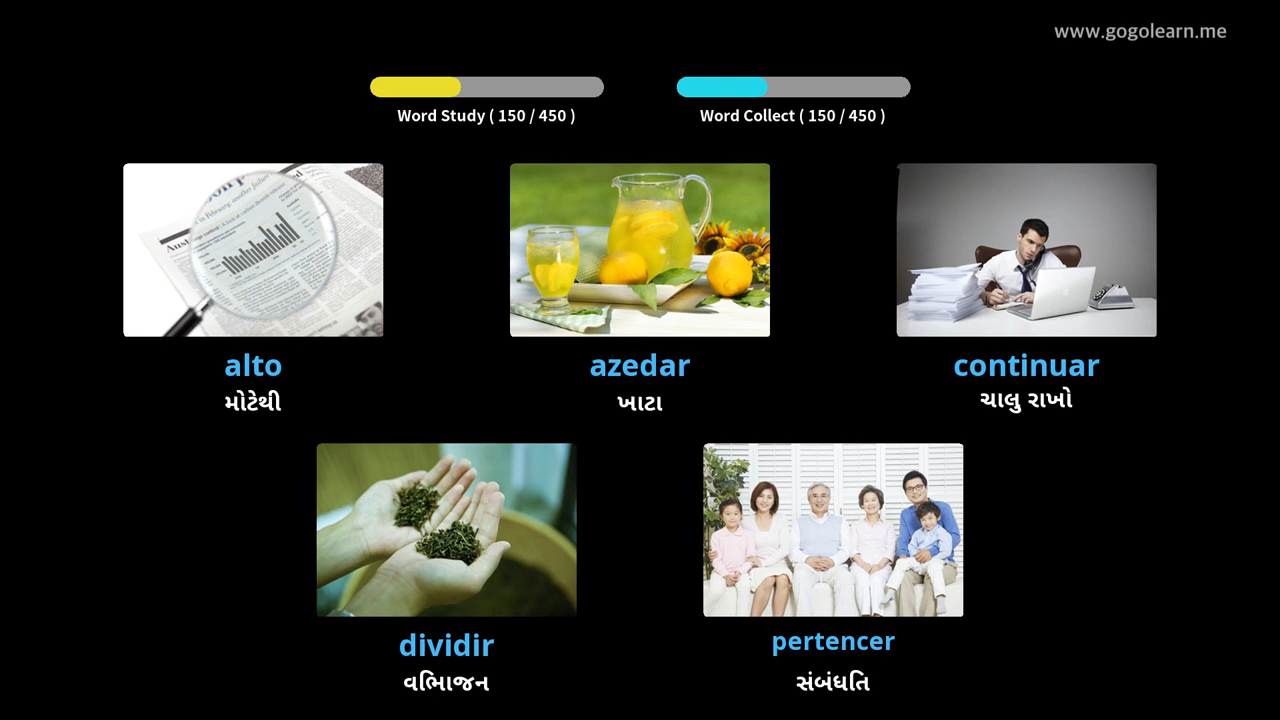 www.gogolearn.me
Word Study ( 150 / 450 )
Word Collect ( 150 / 450 )
alto
મોટેથી
azedar
ખાટા
continuar
ચાલુ રાખો
dividir
વભાિજન
pertencer
સંબંધતિ